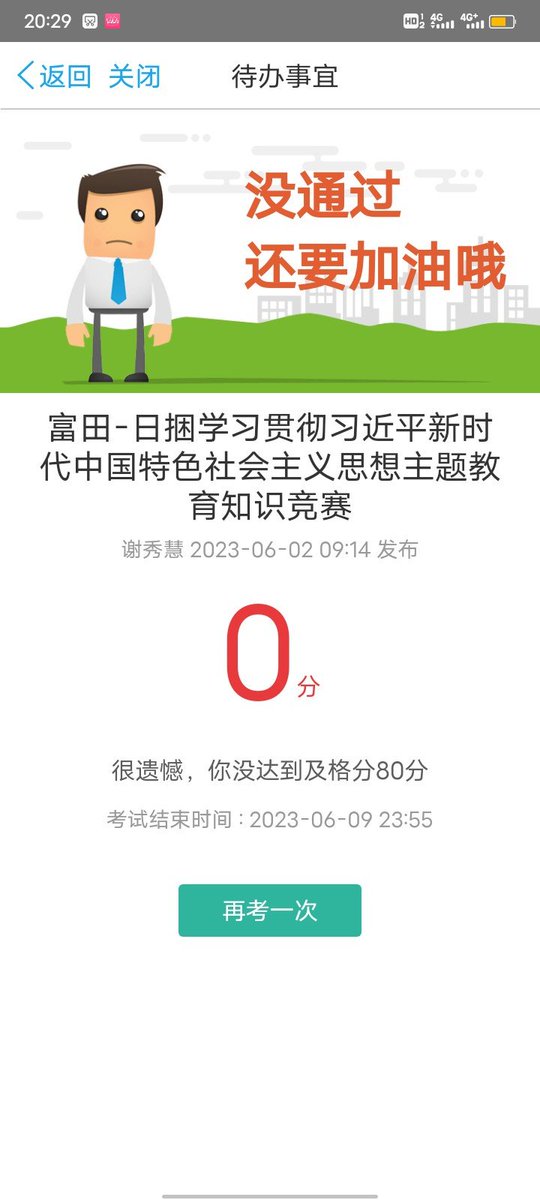 20:29
HD 1 2 4G 4G+
返回 关闭 待办事宜
没通过
还要加油哦
富田-日捆学习贯彻习近平新时
代中国特色社会主义思想主题教
育知识竞赛
谢秀慧 2023-06-02 09:14 发布
0分
很遗憾，你没达到及格分80分
考试结束时间：2023-06-09 23:55
再考一次